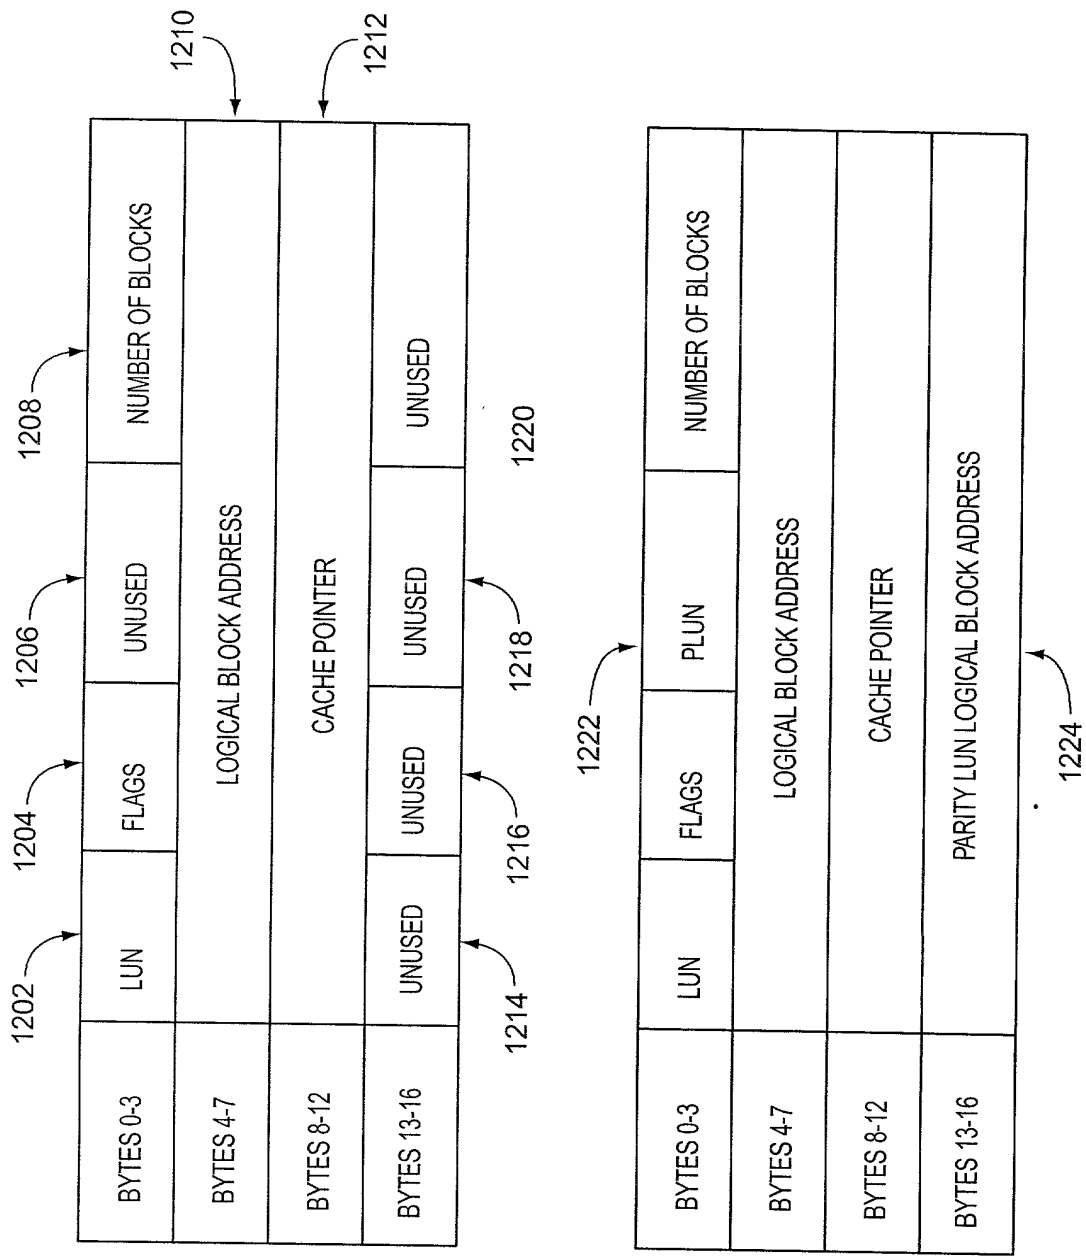 1202 1204 1206 1208
BYTES 0-3 LUN FLAGS UNUSED NUMBER OF BLOCKS
1210
BYTES 4-7 LOGICAL BLOCK ADDRESS
1212
BYTES 8-12 CACHE POINTER
BYTES 13-16 UNUSED UNUSED UNUSED UNUSED
1214 1216 1218 1220
1222
BYTES 0-3 LUN FLAGS PLUN NUMBER OF BLOCKS
BYTES 4-7 LOGICAL BLOCK ADDRESS
BYTES 8-12 CACHE POINTER
BYTES 13-16 PARITY LUN LOGICAL BLOCK ADDRESS
1224